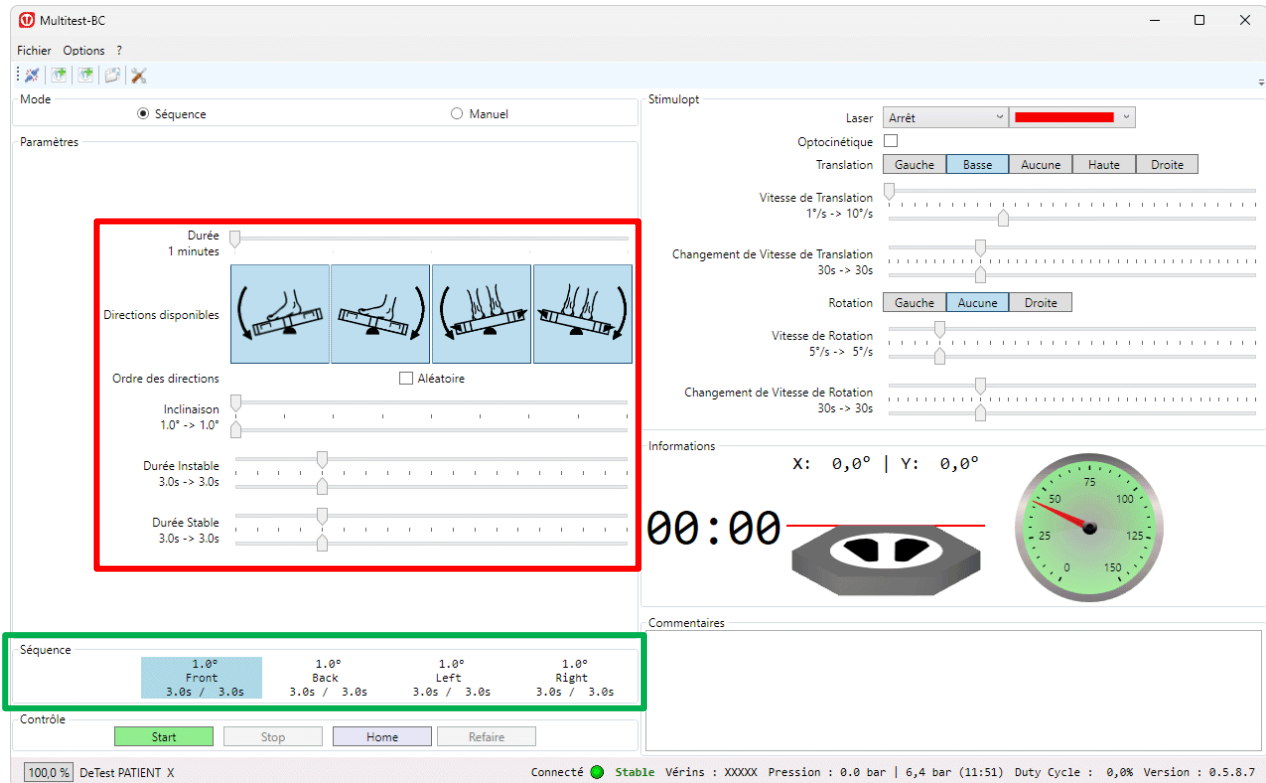 Multitest-BC
Fichier Options ?
Mode
Séquence
Manuel
Paramètres
Durée
1 minutes
Directions disponibles
Ordre des directions
Aléatoire
Inclinaison
1.0° -> 1.0°
Durée Instable
3.0s -> 3.0s
Durée Stable
3.0s -> 3.0s
Séquence
1.0° 1.0° 1.0° 1.0°
Front Back Left Right
3.0s / 3.0s 3.0s / 3.0s 3.0s / 3.0s 3.0s / 3.0s
Contrôle
Start Stop Home Refaire
Stimulopt
Laser Arrêt
Optocinétique
Translation Gauche Basse Aucune Haute Droite
Vitesse de Translation
1°/s -> 10°/s
Changement de Vitesse de Translation
30s -> 30s
Rotation Gauche Aucune Droite
Vitesse de Rotation
5°/s -> 5°/s
Changement de Vitesse de Rotation
30s -> 30s
Informations
X: 0,0° | Y: 0,0°
00:00
0 25 50 75 100 125 150
Commentaires
100,0 % DeTest PATIENT X Connecté Stable Vérins : XXXXX Pression : 0.0 bar | 6,4 bar (11:51) Duty Cycle : 0,0% Version : 0.5.8.7